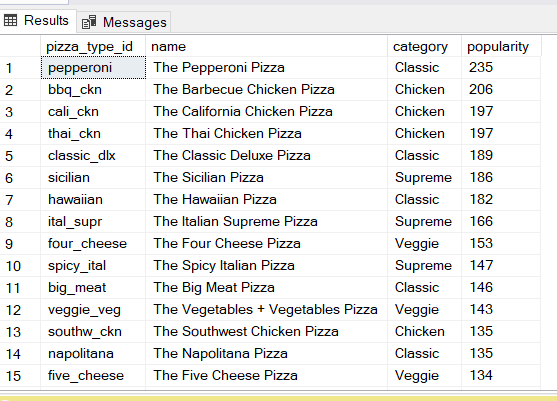 Results Messages
pizza_type_id name category popularity
1 pepperoni The Pepperoni Pizza Classic 235
2 bbq_ckn The Barbecue Chicken Pizza Chicken 206
3 cali_ckn The California Chicken Pizza Chicken 197
4 thai_ckn The Thai Chicken Pizza Chicken 197
5 classic_dlx The Classic Deluxe Pizza Classic 189
6 sicilian The Sicilian Pizza Supreme 186
7 hawaiian The Hawaiian Pizza Classic 182
8 ital_supr The Italian Supreme Pizza Supreme 166
9 four_cheese The Four Cheese Pizza Veggie 153
10 spicy_ital The Spicy Italian Pizza Supreme 147
11 big_meat The Big Meat Pizza Classic 146
12 veggie_veg The Vegetables + Vegetables Pizza Veggie 143
13 southw_ckn The Southwest Chicken Pizza Chicken 135
14 napolitana The Napolitana Pizza Classic 135
15 five_cheese The Five Cheese Pizza Veggie 134